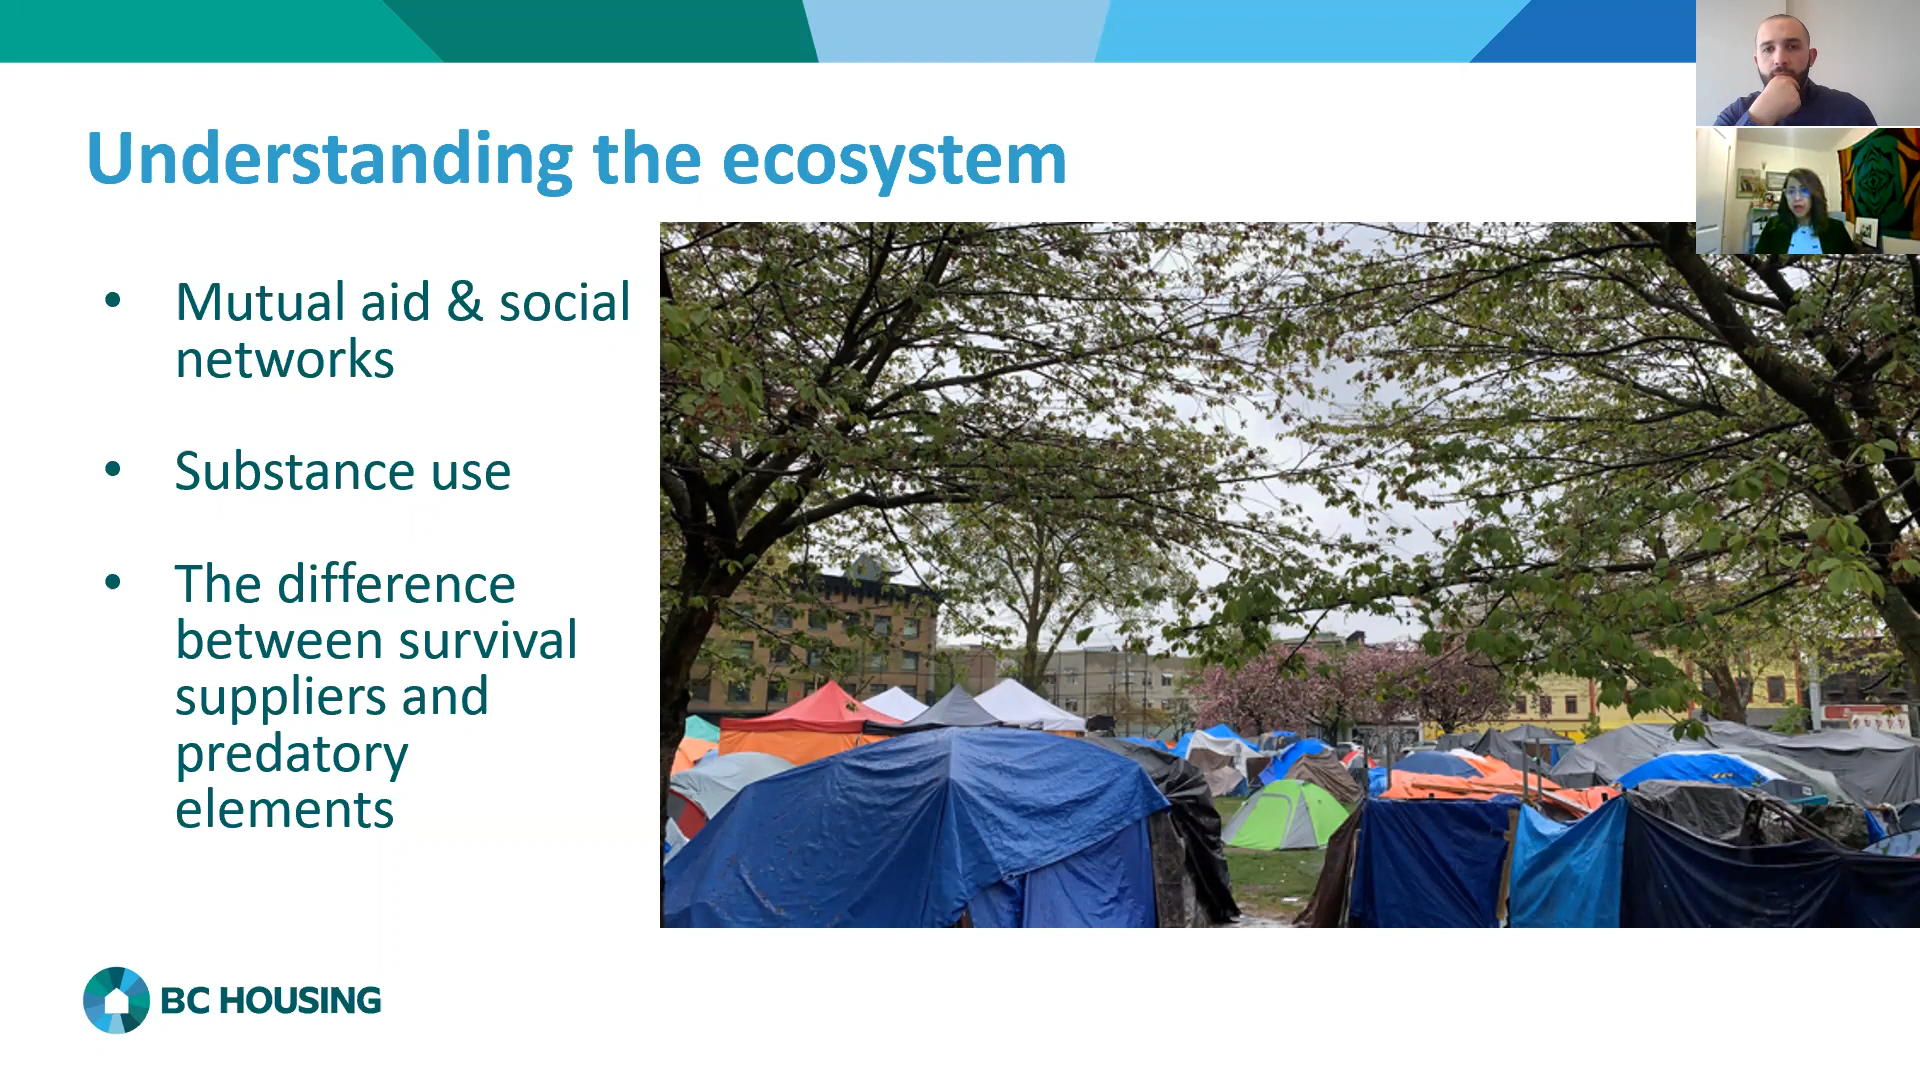 Understanding the ecosystem
• Mutual aid & social
networks
• Substance use
• The difference
between survival
suppliers and
predatory
elements
BC HOUSING